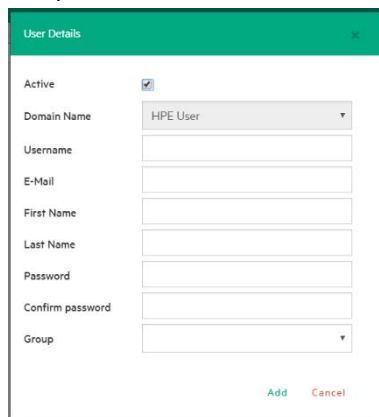 User Details
Active
Domain Name HPE User
Username
E-Mail
First Name
Last Name
Password
Confirm password
Group
Add Cancel